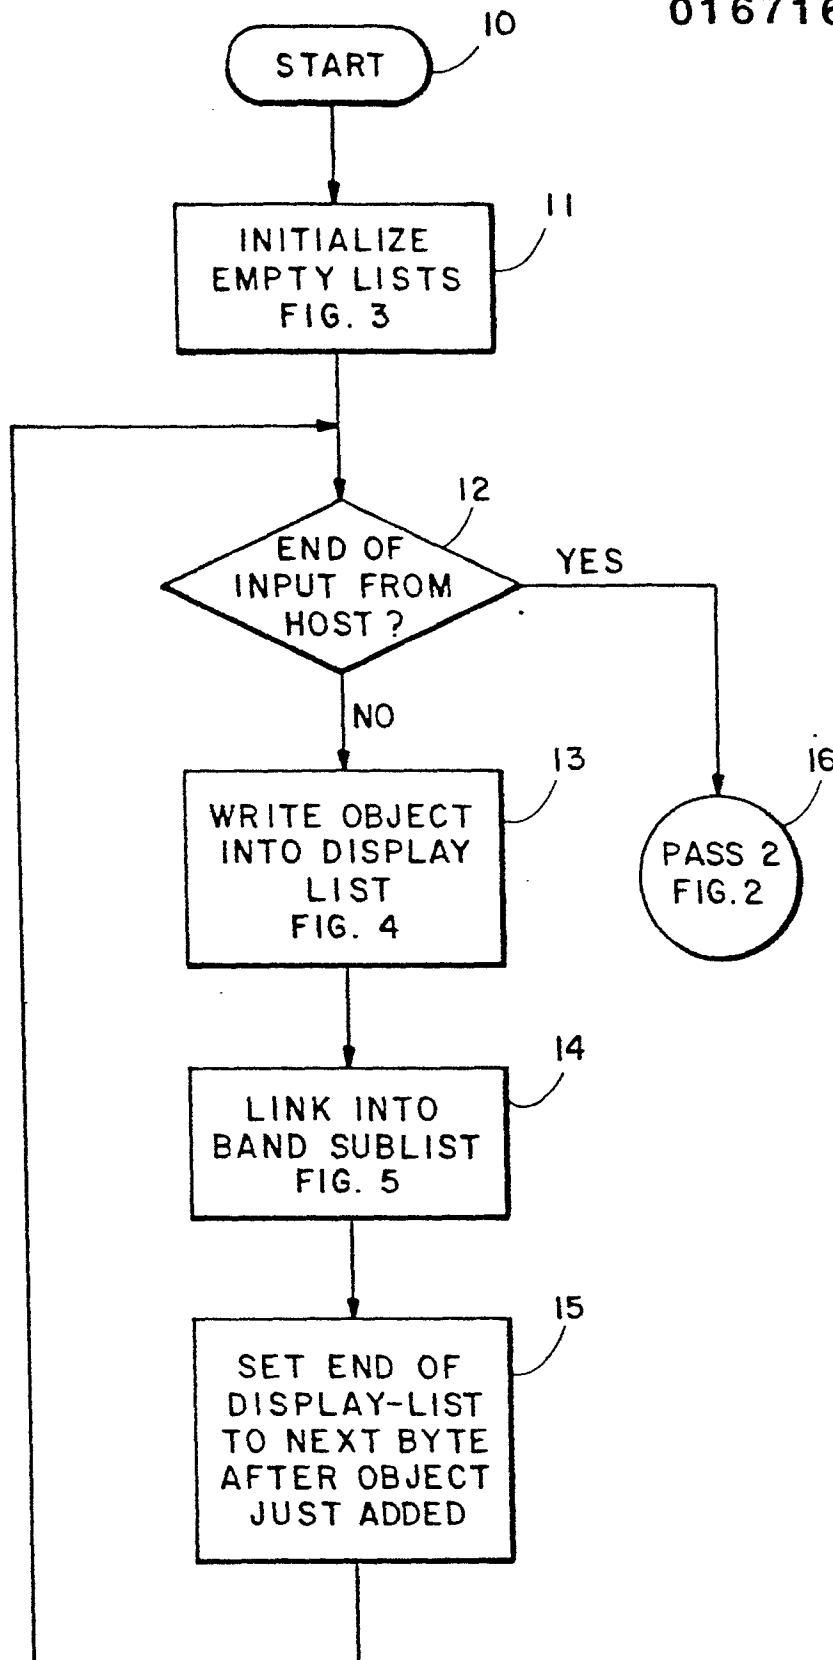 016716
10
START
11
INITIALIZE
EMPTY LISTS
FIG. 3
12
END OF
INPUT FROM
HOST ?
YES
NO
13
WRITE OBJECT
INTO DISPLAY
LIST
FIG. 4
16
PASS 2
FIG. 2
14
LINK INTO
BAND SUBLIST
FIG. 5
15
SET END OF
DISPLAY-LIST
TO NEXT BYTE
AFTER OBJECT
JUST ADDED